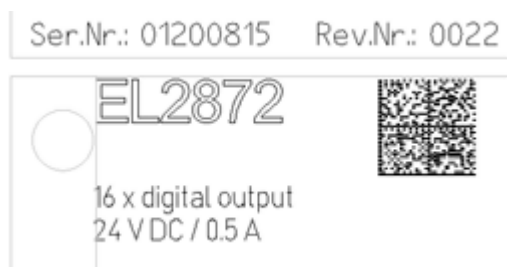 Ser.Nr.: 01200815 Rev.Nr.: 0022
EL2872
16 x digital output
24 V DC / 0.5 A